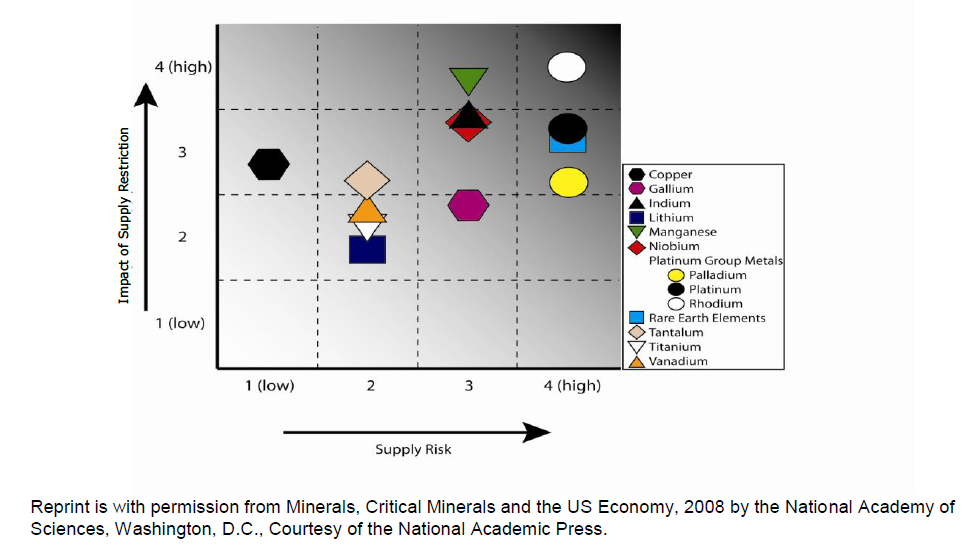 4 (high)
3
2
1 (low)
Impact of Supply Restriction
1 (low)
2
3
4 (high)
Supply Risk
Copper
Gallium
Indium
Lithium
Manganese
Niobium
Platinum Group Metals
Palladium
Platinum
Rhodium
Rare Earth Elements
Tantalum
Titanium
Vanadium
Reprint is with permission from Minerals, Critical Minerals and the US Economy, 2008 by the National Academy of
Sciences, Washington, D.C., Courtesy of the National Academic Press.